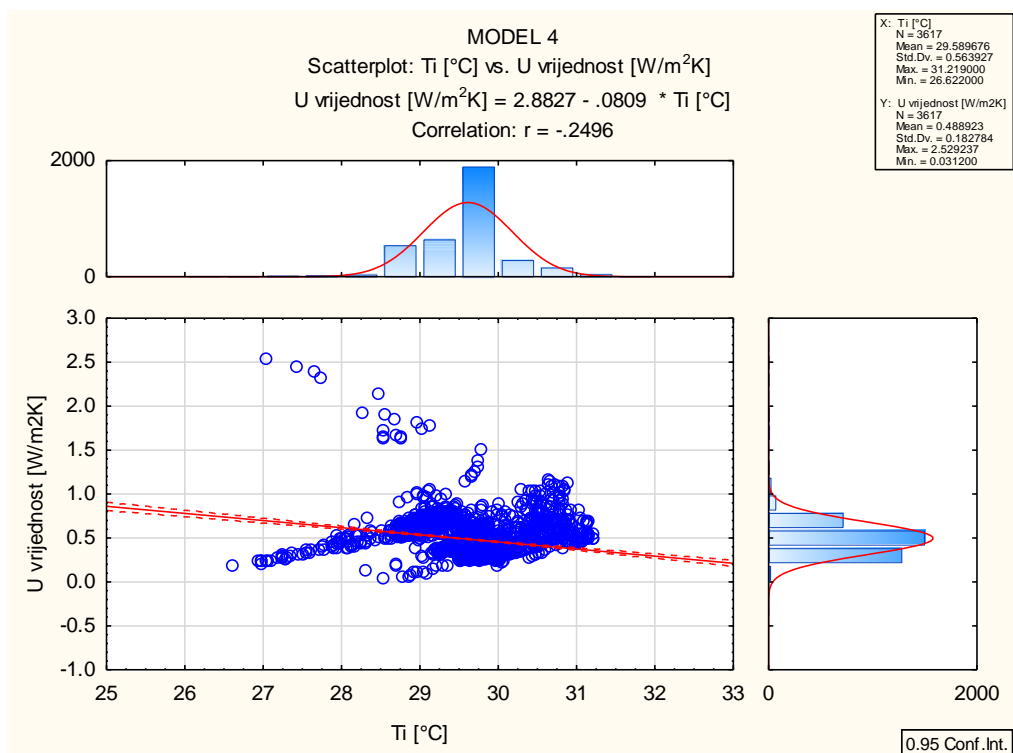 MODEL 4
Scatterplot: Ti [°C] vs. U vrijednost [W/m²K]
U vrijednost [W/m²K] = 2.8827 - .0809 * Ti [°C]
Correlation: r = -.2496
X: Ti [°C]
N = 3617
Mean = 29.589676
Std.Dv. = 0.563927
Max. = 31.219000
Min. = 26.622000
Y: U vrijednost [W/m2K]
N = 3617
Mean = 0.488923
Std.Dv. = 0.182784
Max. = 2.529237
Min. = 0.031200
2000
0
3.0
2.5
2.0
1.5
1.0
0.5
0.0
-0.5
-1.0
U vrijednost [W/m2K]
25 26 27 28 29 30 31 32 33
0 2000
Ti [°C]
0.95 Conf.Int.